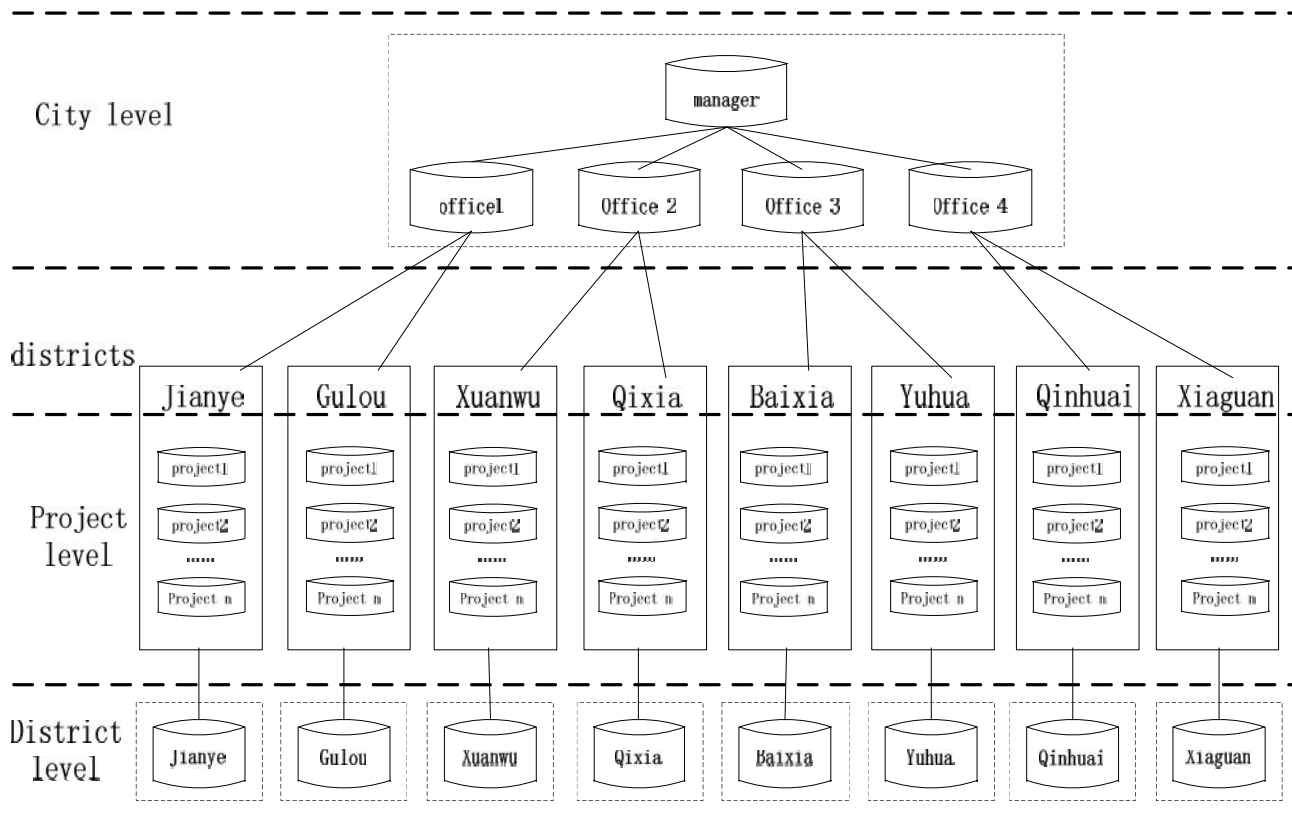 manager
City level
office1
Office 2
Office 3
Office 4
districts
Jianye
Gulou
Xuanwu
Qixia
Baixia
Yuhua
Qinhuai
Xiaguan
project1
project1
project1
project1
project1
project1
project1
project1
Project
level
project2
project2
project2
project2
project2
project2
project2
project2
......
......
......
......
......
......
......
......
Project n
Project n
Project n
Project n
Project n
Project n
Project n
Project n
District
level
Jianye
Gulou
Xuanwu
Qixia
Baixia
Yuhua
Qinhuai
Xiaguan